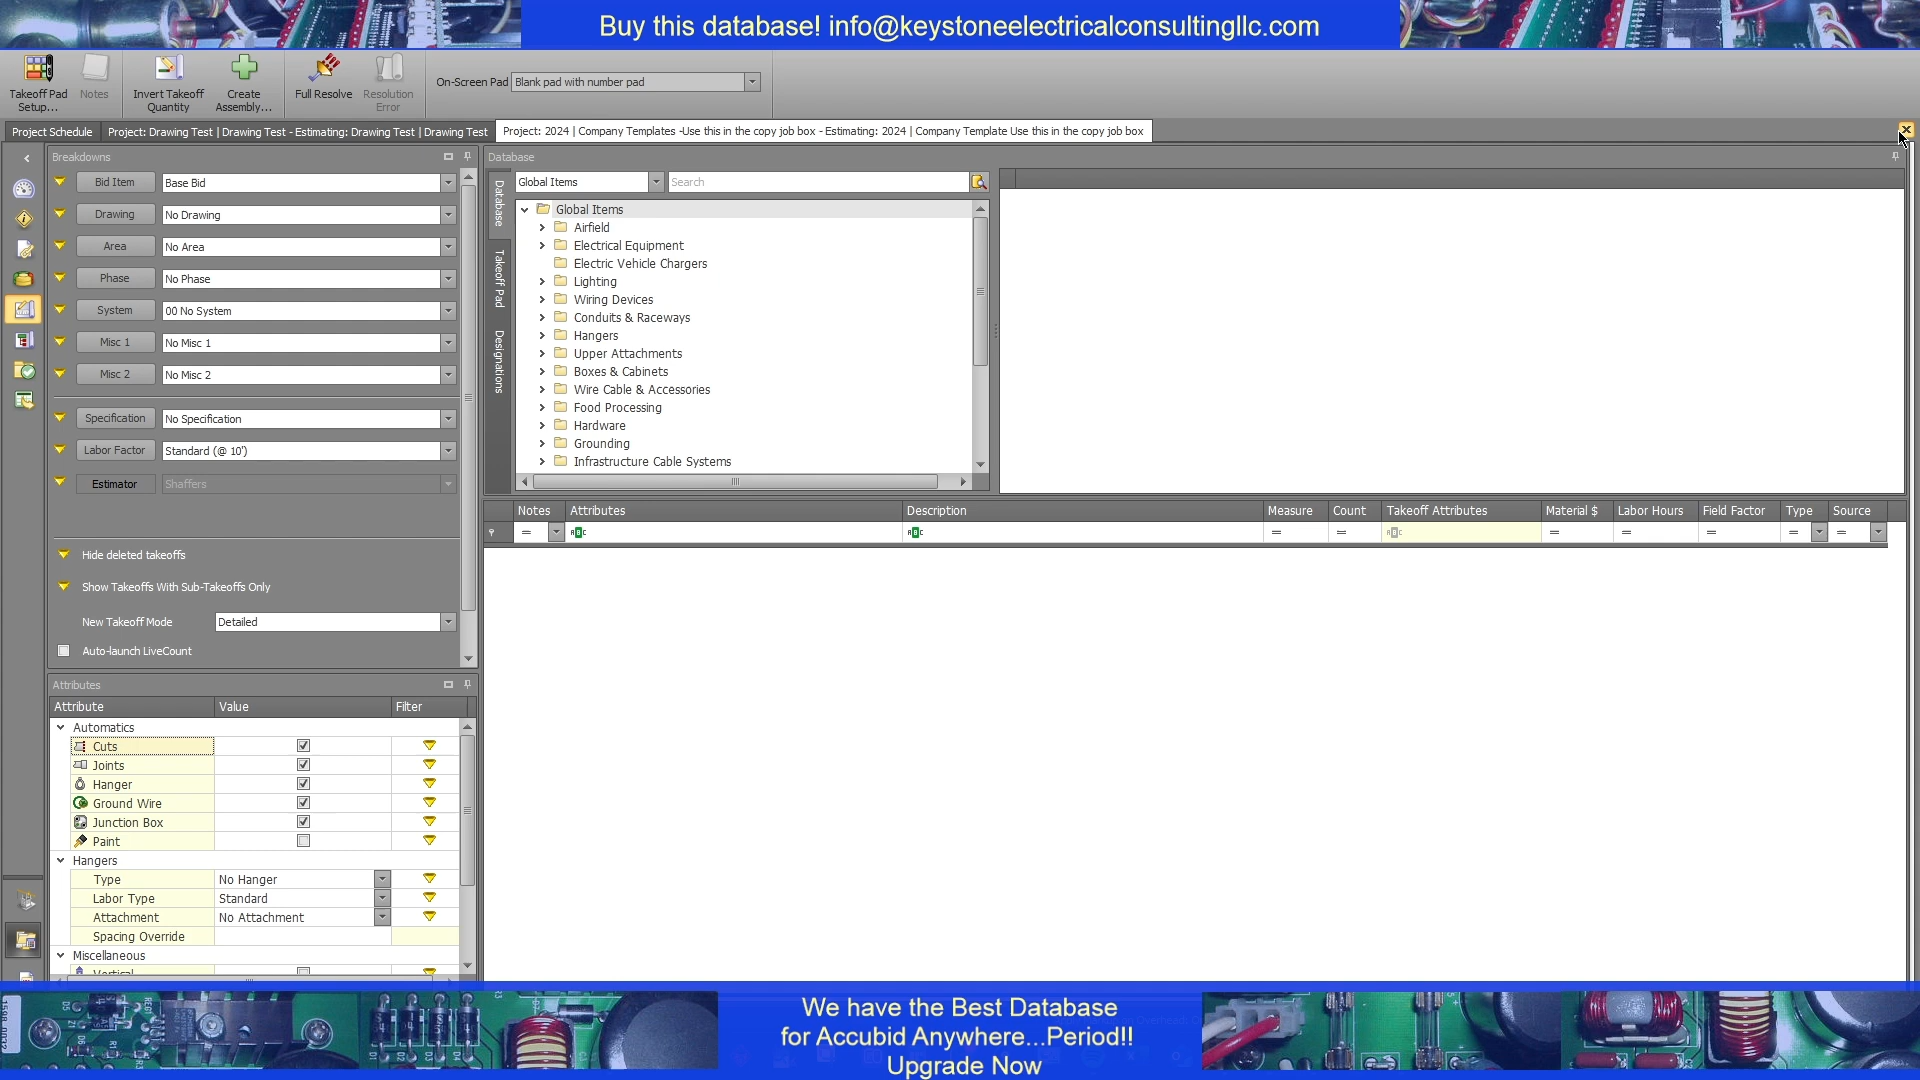 Buy this database! info@keystoneelectricalconsultingllc.com
Takeoff Pad Setup...
Notes
Invert Takeoff Quantity
Create Assembly...
Full Resolve
Resolution Error
On-Screen Pad Blank pad with number pad
Project Schedule
Project: Drawing Test | Drawing Test - Estimating: Drawing Test | Drawing Test
Project: 2024 | Company Templates -Use this in the copy job box - Estimating: 2024 | Company Template Use this in the copy job box
Breakdowns
Bid Item Base Bid
Drawing No Drawing
Area No Area
Phase No Phase
System 00 No System
Misc 1 No Misc 1
Misc 2 No Misc 2
Specification No Specification
Labor Factor Standard (@ 10')
Estimator Shaffers
Hide deleted takeoffs
Show Takeoffs With Sub-Takeoffs Only
New Takeoff Mode Detailed
Auto-launch LiveCount
Attributes
Attribute Value Filter
Automatics
Cuts
Joints
Hanger
Ground Wire
Junction Box
Paint
Hangers
Type No Hanger
Labor Type Standard
Attachment No Attachment
Spacing Override
Miscellaneous
Vertical
Database
Database
Takeoff Pad
Designations
Global Items Search
Global Items
Airfield
Electrical Equipment
Electric Vehicle Chargers
Lighting
Wiring Devices
Conduits & Raceways
Hangers
Upper Attachments
Boxes & Cabinets
Wire Cable & Accessories
Food Processing
Hardware
Grounding
Infrastructure Cable Systems
Notes Attributes Description Measure Count Takeoff Attributes Material $ Labor Hours Field Factor Type Source
We have the Best Database
for Accubid Anywhere...Period!!
Upgrade Now